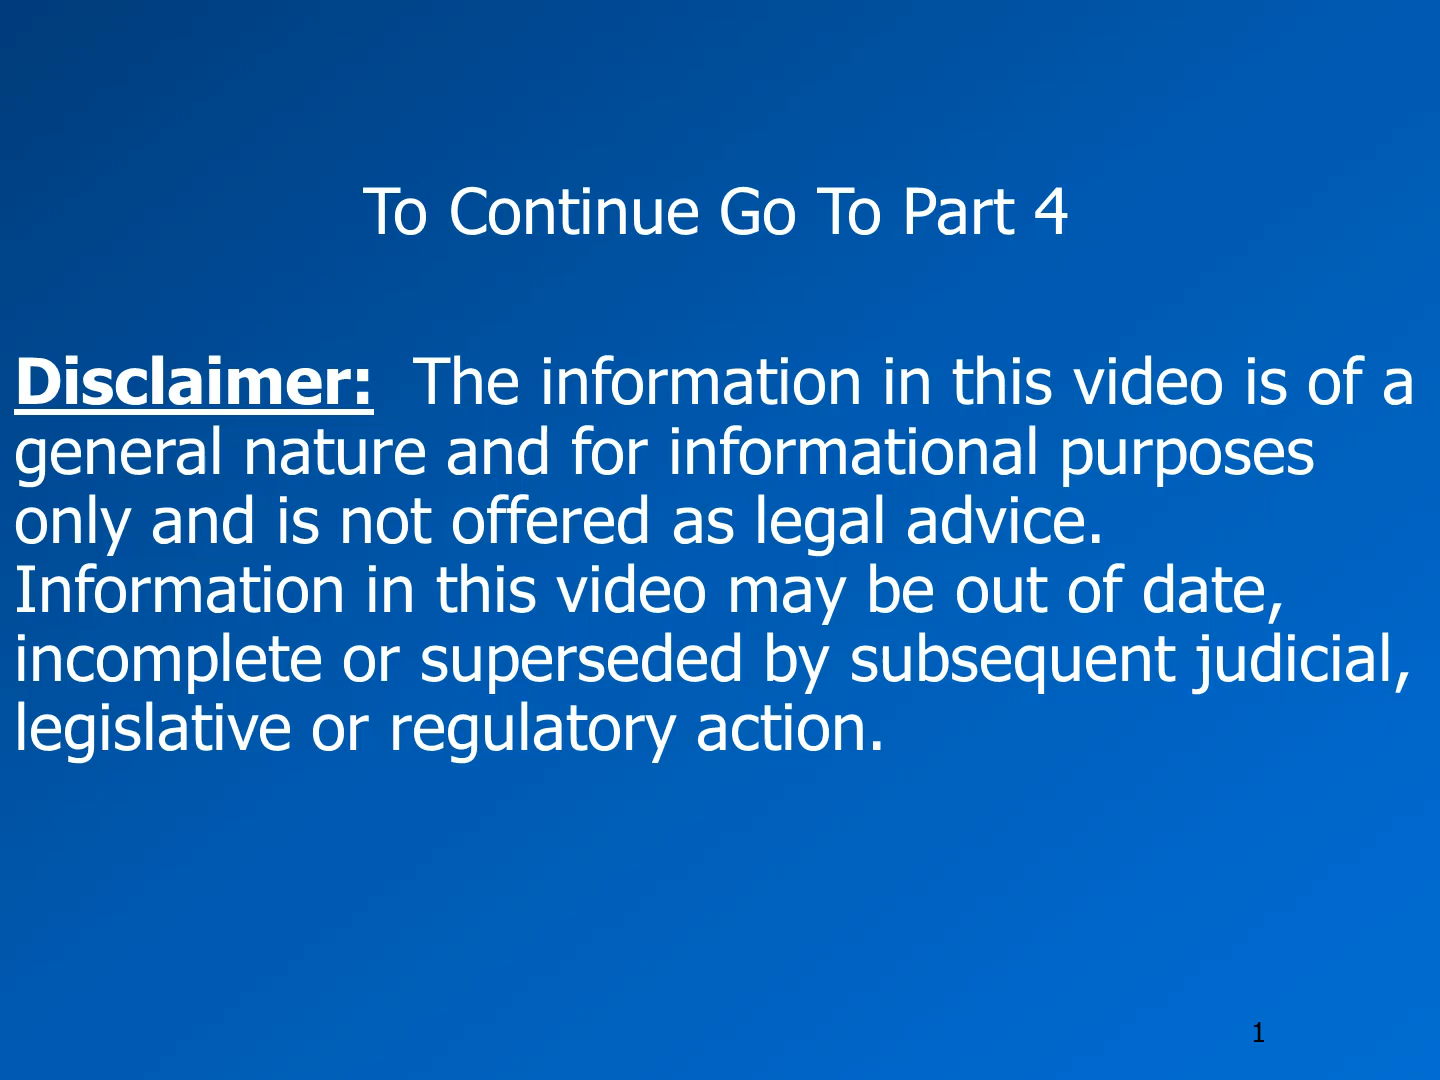 To Continue Go To Part 4
Disclaimer:  The information in this video is of a
general nature and for informational purposes
only and is not offered as legal advice.
Information in this video may be out of date,
incomplete or superseded by subsequent judicial,
legislative or regulatory action.
1